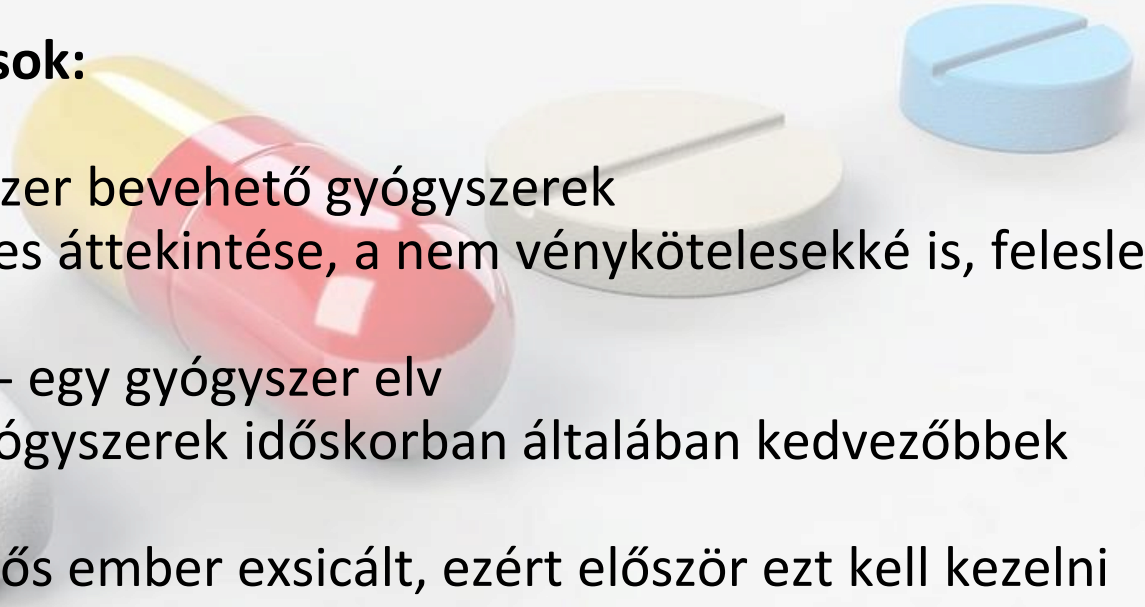 sok:
zer bevehető gyógyszerek
es áttekintése, a nem vénykötelesekké is, felesle
- egy gyógyszer elv
ógyszerek időskorban általában kedvezőbbek
ős ember exsicált, ezért először ezt kell kezelni